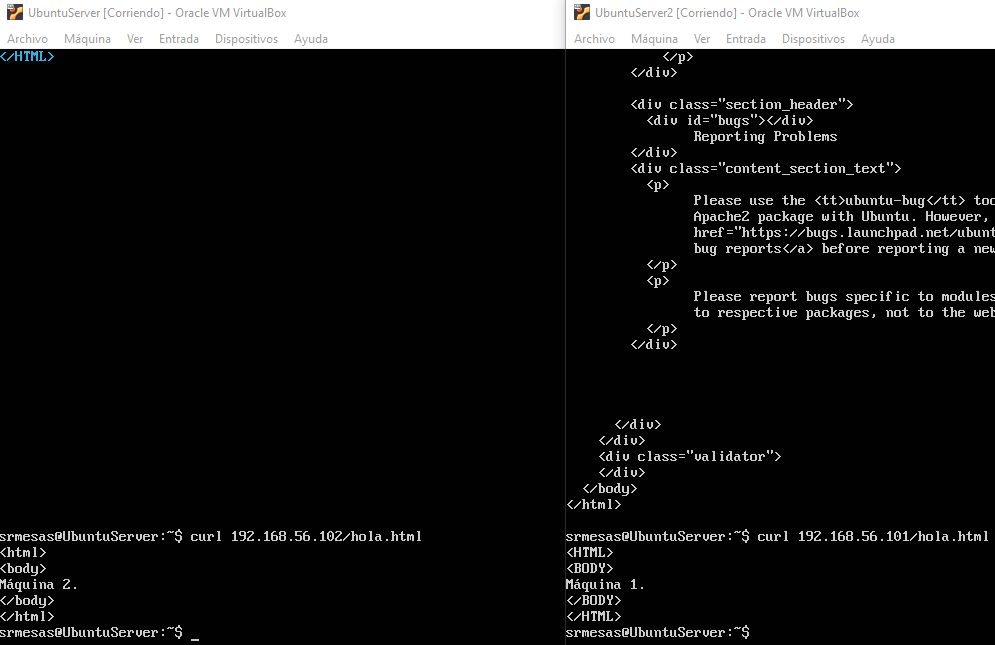 UbuntuServer [Corriendo] - Oracle VM VirtualBox
Archivo Máquina Ver Entrada Dispositivos Ayuda
</HTML>
srmesas@UbuntuServer:~$ curl 192.168.56.102/hola.html
<html>
<body>
Máquina 2.
</body>
</html>
srmesas@UbuntuServer:~$ _
UbuntuServer2 [Corriendo] - Oracle VM VirtualBox
Archivo Máquina Ver Entrada Dispositivos Ayuda
</p>
</div>
<div class="section_header">
<div id="bugs"></div>
Reporting Problems
</div>
<div class="content_section_text">
<p>
Please use the <tt>ubuntu-bug</tt> too
Apache2 package with Ubuntu. However,
href="https://bugs.launchpad.net/ubunt
bug reports</a> before reporting a new
</p>
<p>
Please report bugs specific to modules
to respective packages, not to the web
</p>
</div>
</div>
</div>
<div class="validator">
</div>
</body>
</html>
srmesas@UbuntuServer:~$ curl 192.168.56.101/hola.html
<HTML>
<BODY>
Máquina 1.
</BODY>
</HTML>
srmesas@UbuntuServer:~$